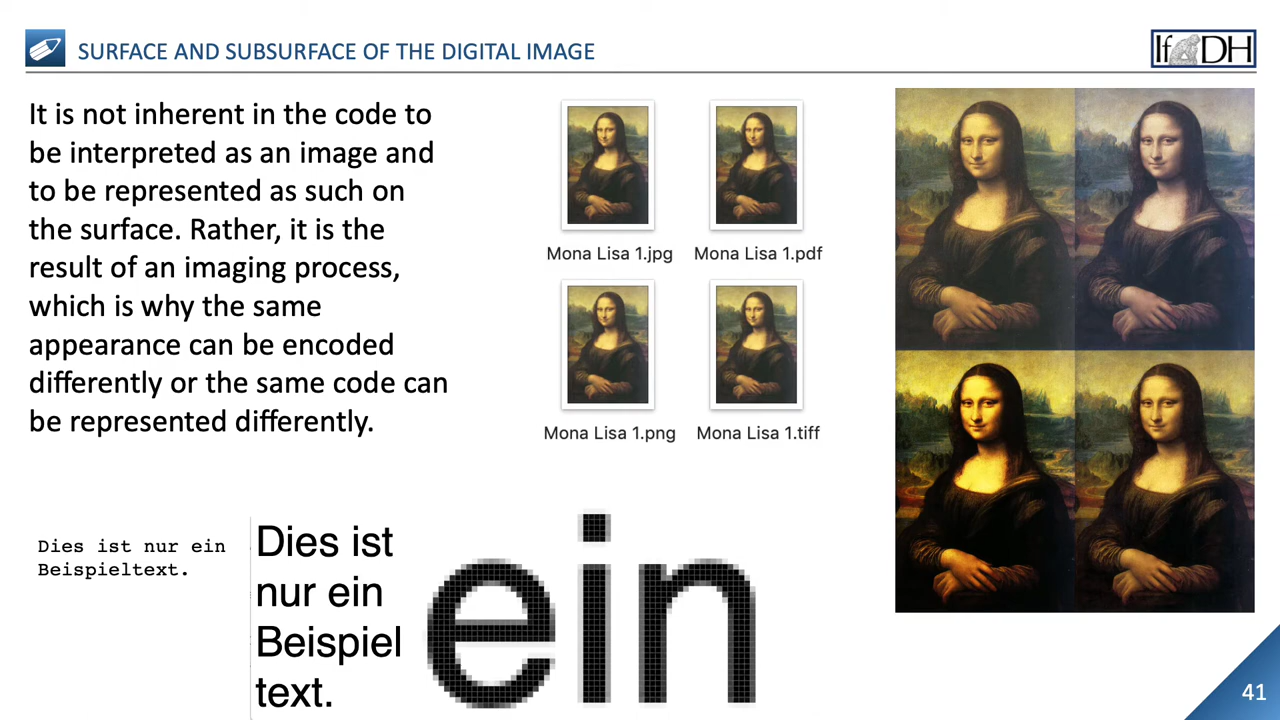 SURFACE AND SUBSURFACE OF THE DIGITAL IMAGE
IfDH
It is not inherent in the code to
be interpreted as an image and
to be represented as such on
the surface. Rather, it is the
result of an imaging process,
which is why the same
appearance can be encoded
differently or the same code can
be represented differently.
Mona Lisa 1.jpg
Mona Lisa 1.pdf
Mona Lisa 1.png
Mona Lisa 1.tiff
Dies ist nur ein
Beispieltext.
Dies ist
nur ein
Beispiel
text.
ein
41